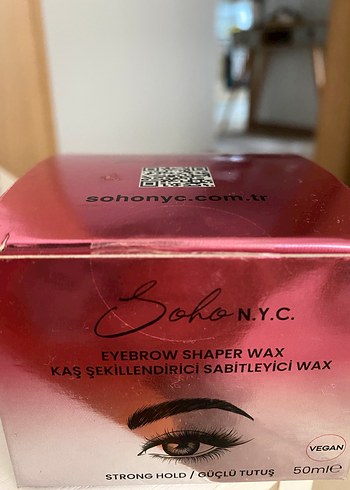 sohonyc.com.tr
Soho N.Y.C.
EYEBROW SHAPER WAX
KAŞ ŞEKİLLENDİRİCİ SABİTLEYİCİ WAX
VEGAN
STRONG HOLD / GÜÇLÜ TUTUŞ
50ml℮